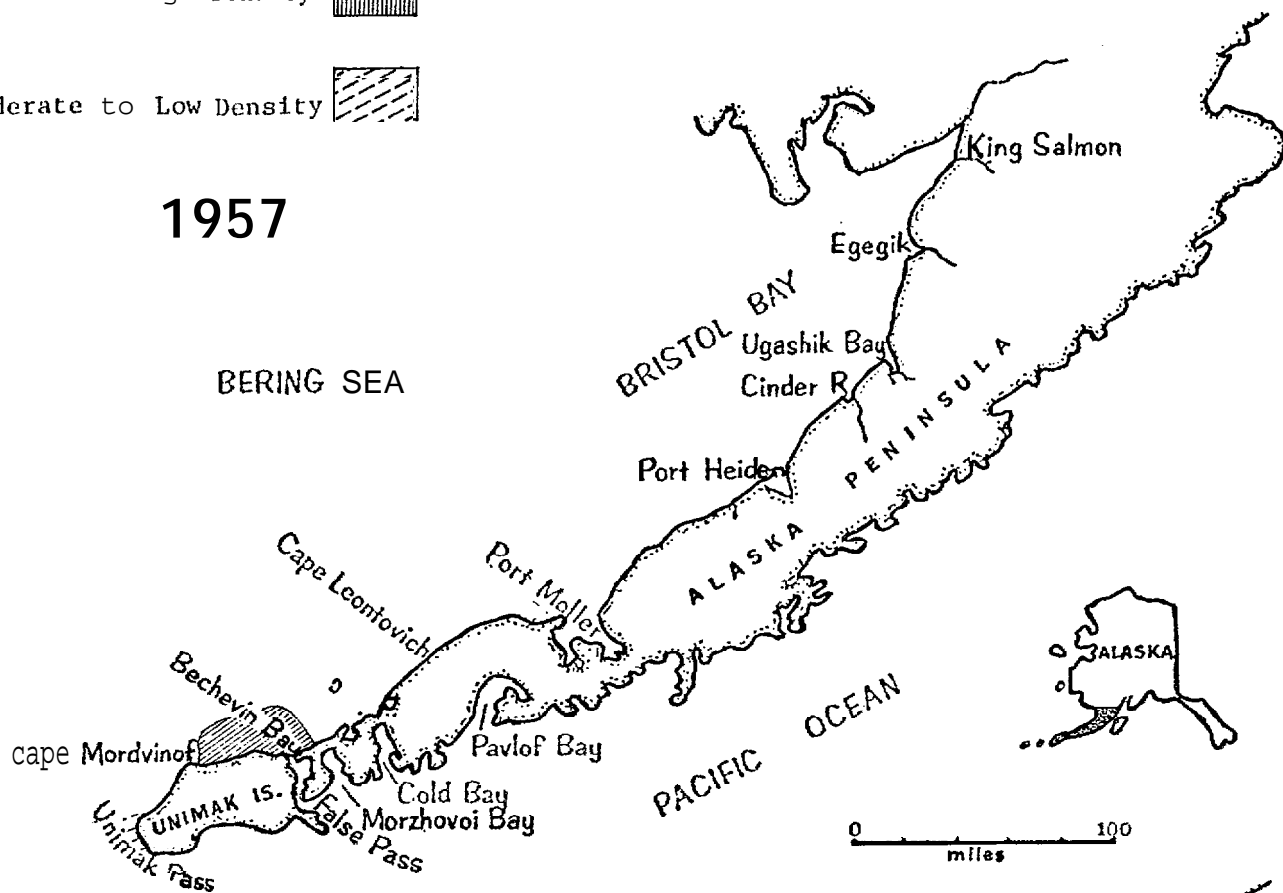 derate to Low Density
1957
King Salmon
Egegik
BRISTOL BAY
Ugashik Bay
BERING SEA
Cinder R
ALASKA PENINSULA
Port Heiden
Cape Leontovich
Port Moller
ALASKA
Bechevin Bay
PACIFIC OCEAN
cape Mordvinof
Pavlof Bay
UNIMAK IS.
Cold Bay
False Pass
Morzhovoi Bay
Unimak Pass
0 100
miles